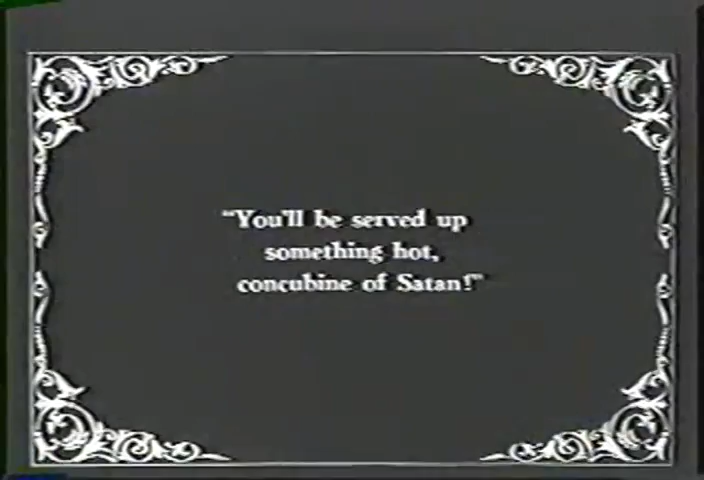 "You'll be served up
something hot,
concubine of Satan!"